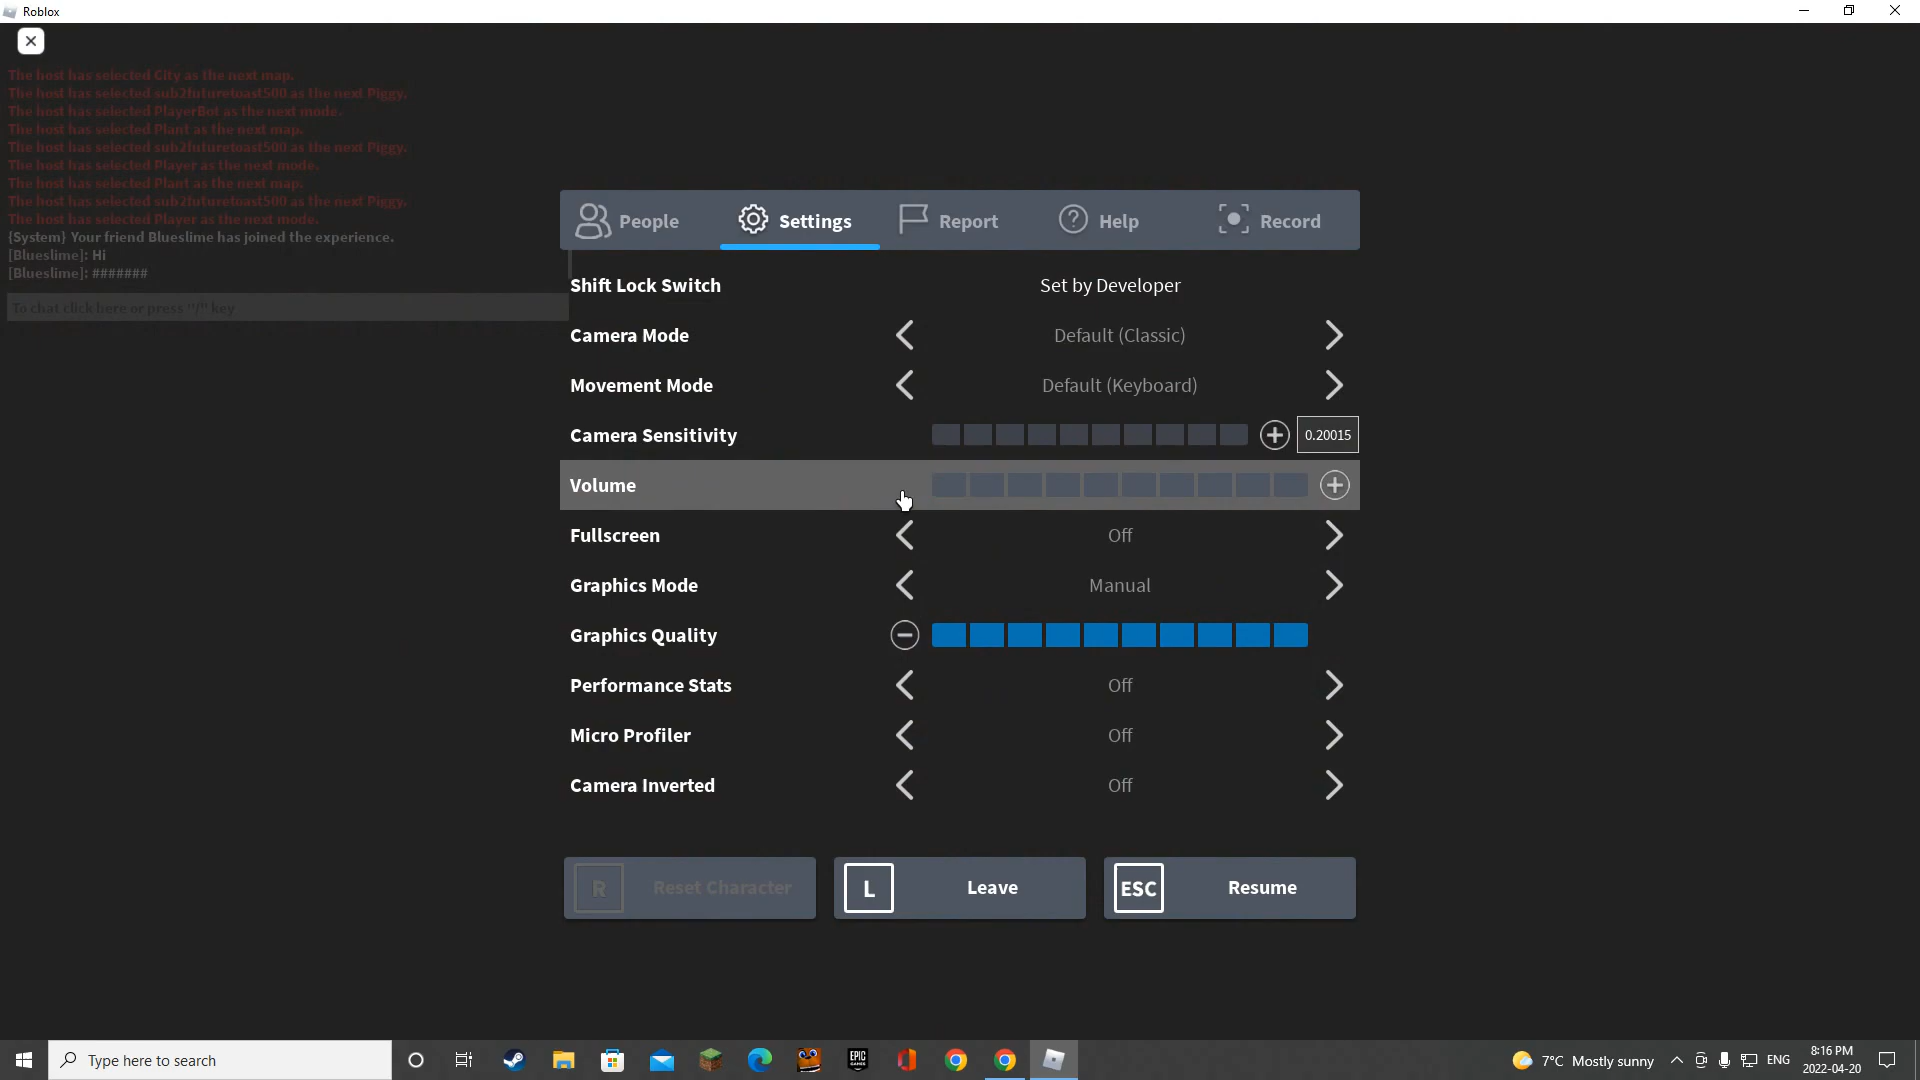 Roblox
The host has selected City as the next map.
The host has selected sub2futuretoast500 as the next Piggy.
The host has selected PlayerBot as the next mode.
The host has selected Plant as the next map.
The host has selected sub2futuretoast500 as the next Piggy.
The host has selected Player as the next mode.
The host has selected Plant as the next map.
The host has selected sub2futuretoast500 as the next Piggy.
The host has selected Player as the next mode.
{System} Your friend Blueslime has joined the experience.
[Blueslime]: Hi
[Blueslime]: #######
To chat click here or press "/" key
People Settings Report Help Record
Shift Lock Switch Set by Developer
Camera Mode Default (Classic)
Movement Mode Default (Keyboard)
Camera Sensitivity 0.20015
Volume
Fullscreen Off
Graphics Mode Manual
Graphics Quality
Performance Stats Off
Micro Profiler Off
Camera Inverted Off
R Reset Character L Leave ESC Resume
Type here to search
EPIC GAMES
7°C Mostly sunny
ENG
8:16 PM
2022-04-20